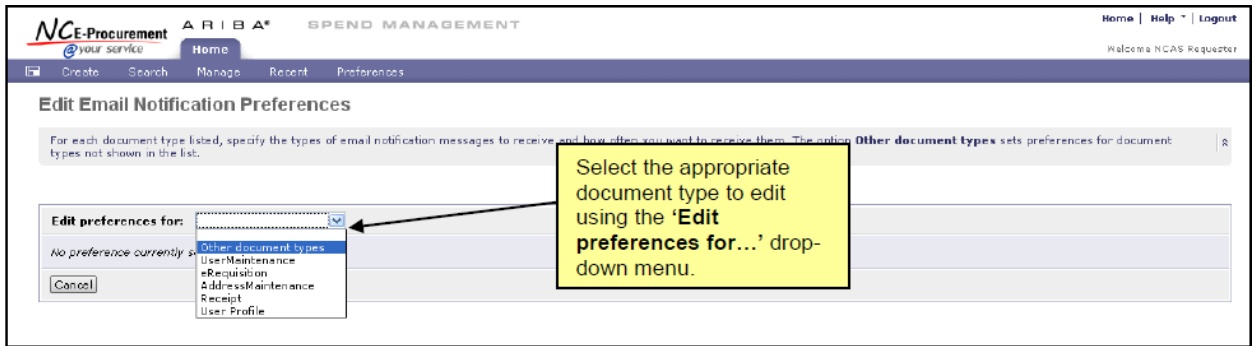 NCE-Procurement
@your service
ARIBA® SPEND MANAGEMENT
Home | Help | Logout
Home
Welcome NCAS Requester
Create Search Manage Recent Preferences
Edit Email Notification Preferences
For each document type listed, specify the types of email notification messages to receive and how often you want to receive them. The option Other document types sets preferences for document
types not shown in the list.
Select the appropriate
document type to edit
using the ‘Edit
preferences for…’ drop-
down menu.
Edit preferences for:
No preference currently s
Other document types
UserMaintenance
eRequisition
AddressMaintenance
Receipt
User Profile
Cancel